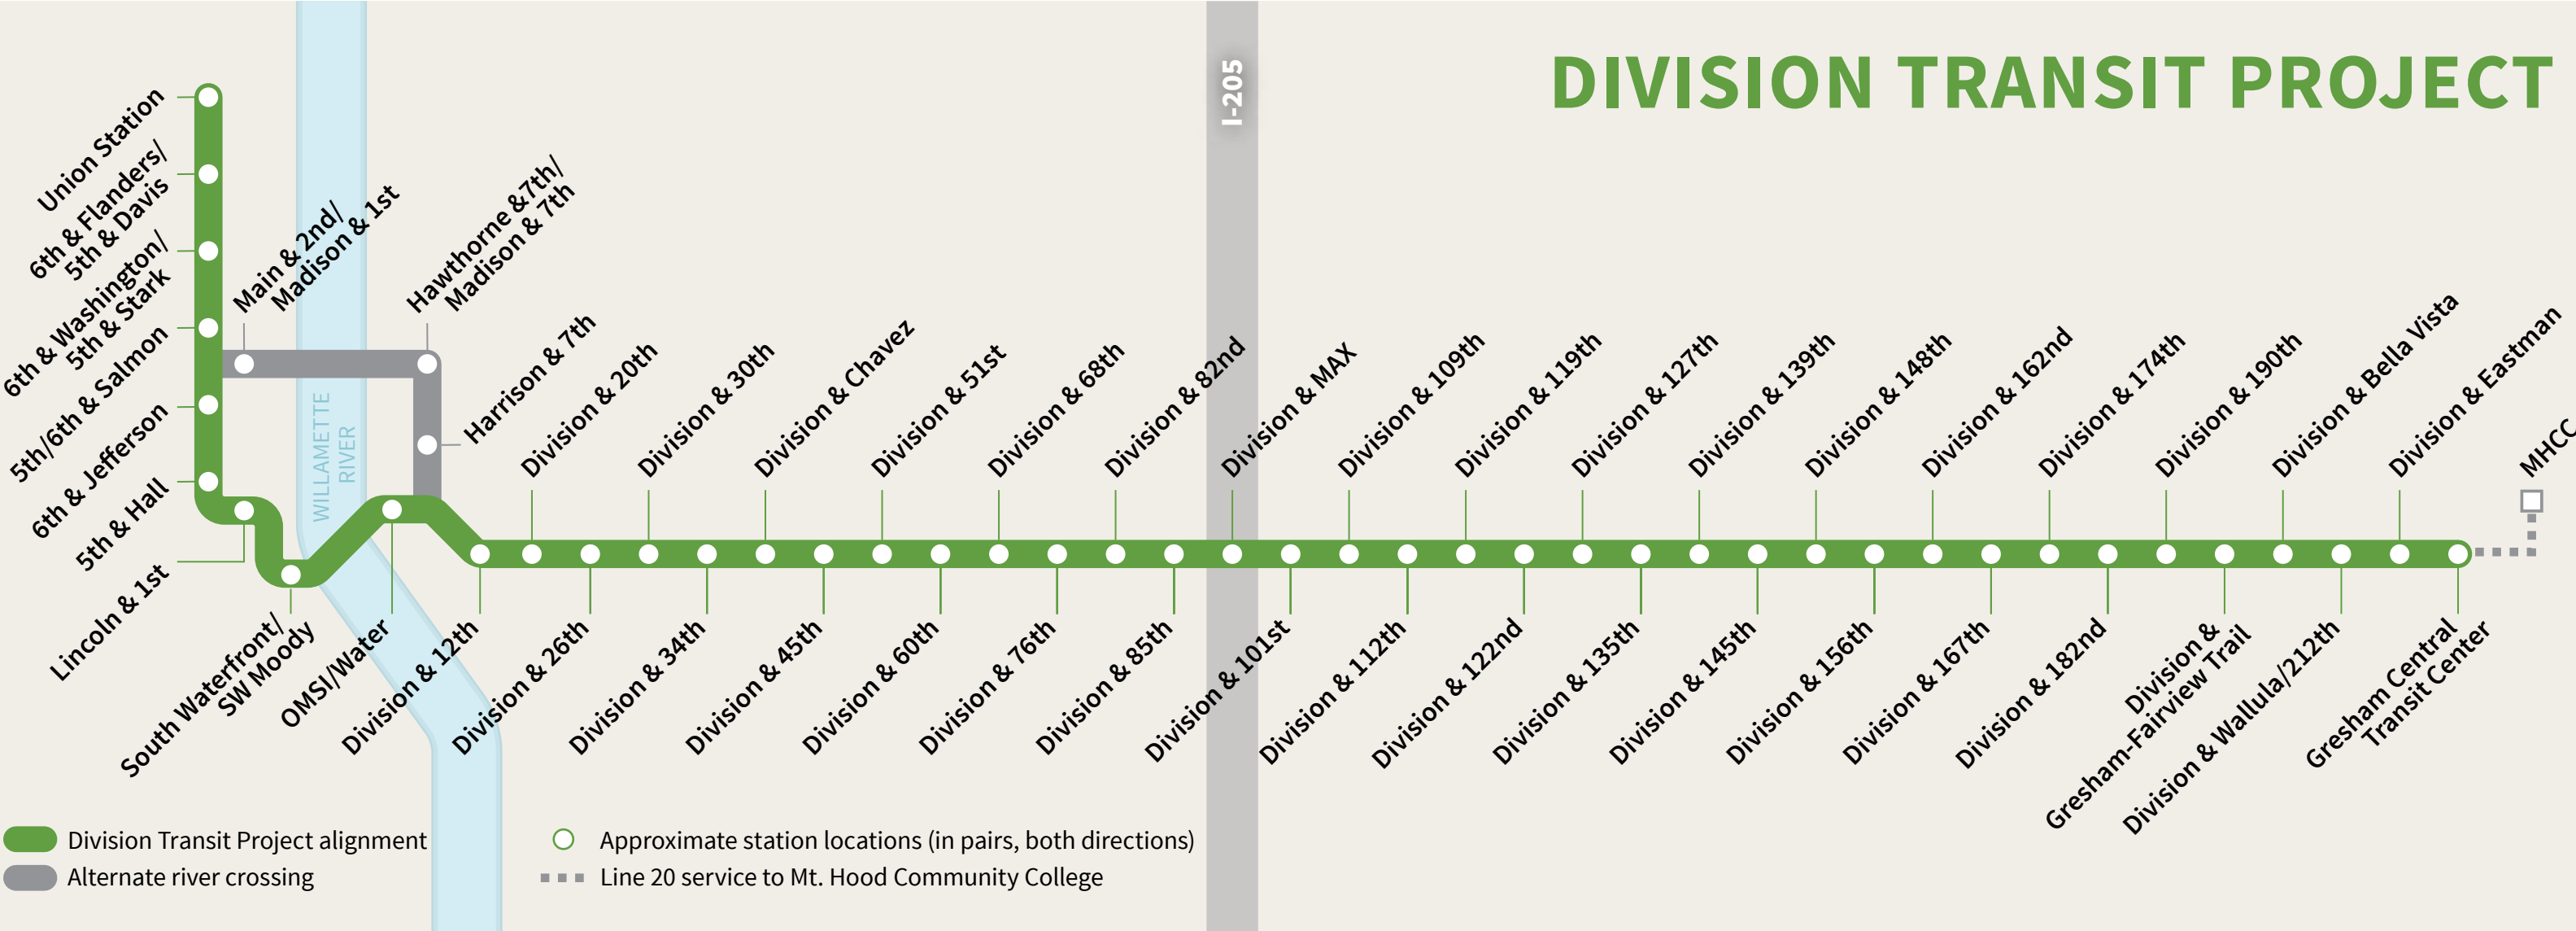 DIVISION TRANSIT PROJECT
I-205
Union Station
6th & Flanders/
5th & Davis
6th & Washington/
5th & Stark
5th/6th & Salmon
6th & Jefferson
5th & Hall
Lincoln & 1st
South Waterfront/
SW Moody
OMSI/Water
Main & 2nd/
Madison & 1st
Hawthorne &7th/
Madison & 7th
Harrison & 7th
WILLAMETTE
RIVER
Division & 12th
Division & 20th
Division & 26th
Division & 30th
Division & 34th
Division & Chavez
Division & 45th
Division & 51st
Division & 60th
Division & 68th
Division & 76th
Division & 82nd
Division & 85th
Division & MAX
Division & 101st
Division & 109th
Division & 112th
Division & 119th
Division & 122nd
Division & 127th
Division & 135th
Division & 139th
Division & 145th
Division & 148th
Division & 156th
Division & 162nd
Division & 167th
Division & 174th
Division & 182nd
Division & 190th
Division &
Gresham-Fairview Trail
Division & Bella Vista
Division & Wallula/212th
Division & Eastman
Gresham Central
Transit Center
MHCC
Division Transit Project alignment
Alternate river crossing
Approximate station locations (in pairs, both directions)
Line 20 service to Mt. Hood Community College